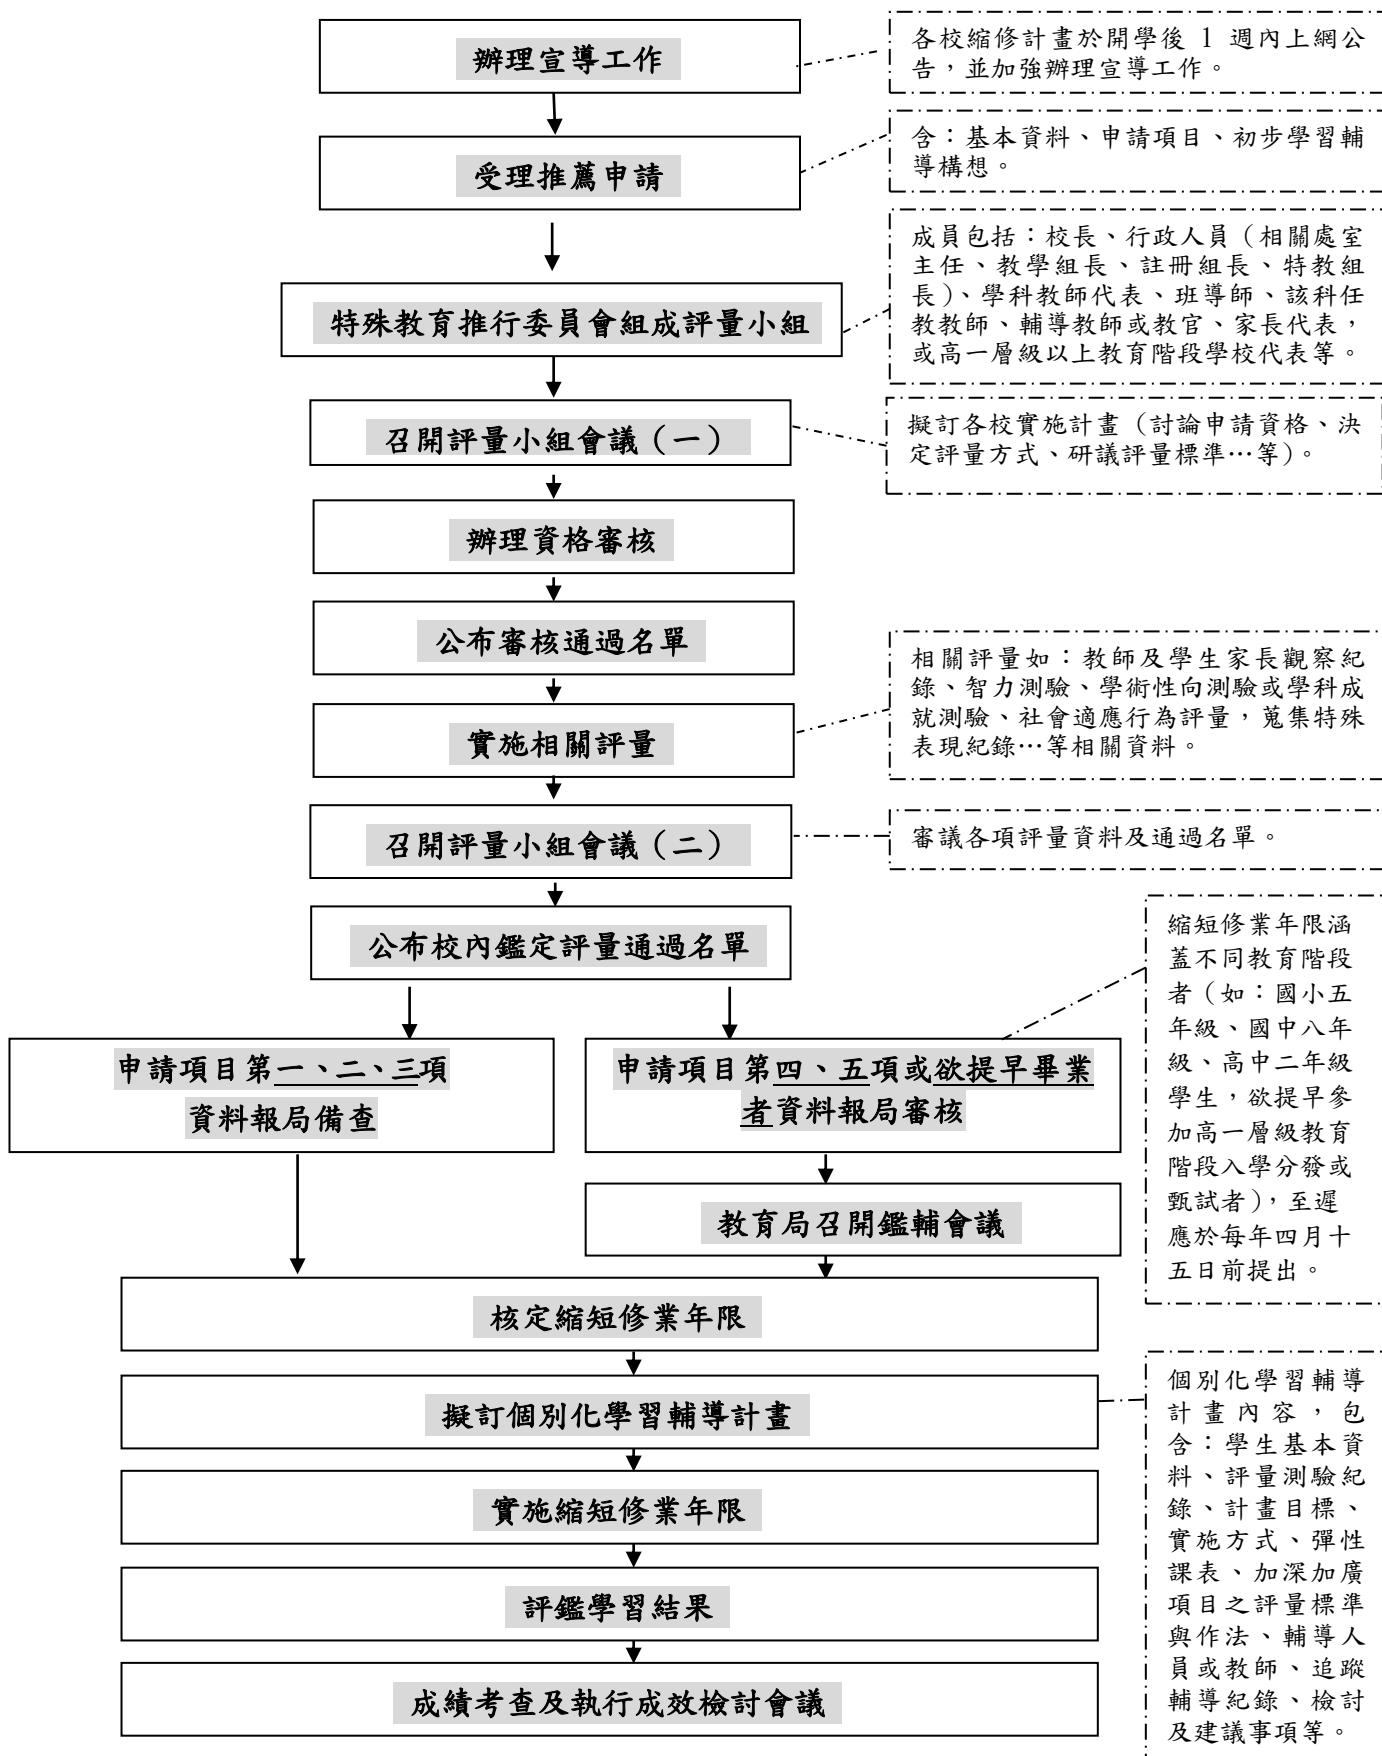 辦理宣導工作
各校縮修計畫於開學後 1 週內上網公
告，並加強辦理宣導工作。
受理推薦申請
含：基本資料、申請項目、初步學習輔
導構想。
特殊教育推行委員會組成評量小組
成員包括：校長、行政人員（相關處室
主任、教學組長、註冊組長、特教組
長）、學科教師代表、班導師、該科任
教教師、輔導教師或教官、家長代表，
或高一層級以上教育階段學校代表等。
召開評量小組會議（一）
擬訂各校實施計畫（討論申請資格、決
定評量方式、研議評量標準…等）。
辦理資格審核
公布審核通過名單
實施相關評量
相關評量如：教師及學生家長觀察紀
錄、智力測驗、學術性向測驗或學科成
就測驗、社會適應行為評量，蒐集特殊
表現紀錄…等相關資料。
召開評量小組會議（二）
審議各項評量資料及通過名單。
公布校內鑑定評量通過名單
申請項目第一、二、三項
資料報局備查
申請項目第四、五項或欲提早畢業
者資料報局審核
縮短修業年限涵
蓋不同教育階段
者（如：國小五
年級、國中八年
級、高中二年級
學生，欲提早參
加高一層級教育
階段入學分發或
甄試者），至遲
應於每年四月十
五日前提出。
教育局召開鑑輔會議
核定縮短修業年限
擬訂個別化學習輔導計畫
個別化學習輔導
計畫內容，包
含：學生基本資
料、評量測驗紀
錄、計畫目標、
實施方式、彈性
課表、加深加廣
項目之評量標準
與作法、輔導人
員或教師、追蹤
輔導紀錄、檢討
及建議事項等。
實施縮短修業年限
評鑑學習結果
成績考查及執行成效檢討會議